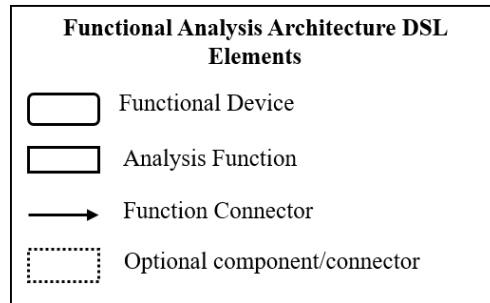 Functional Analysis Architecture DSL
Elements
Functional Device
Analysis Function
Function Connector
Optional component/connector